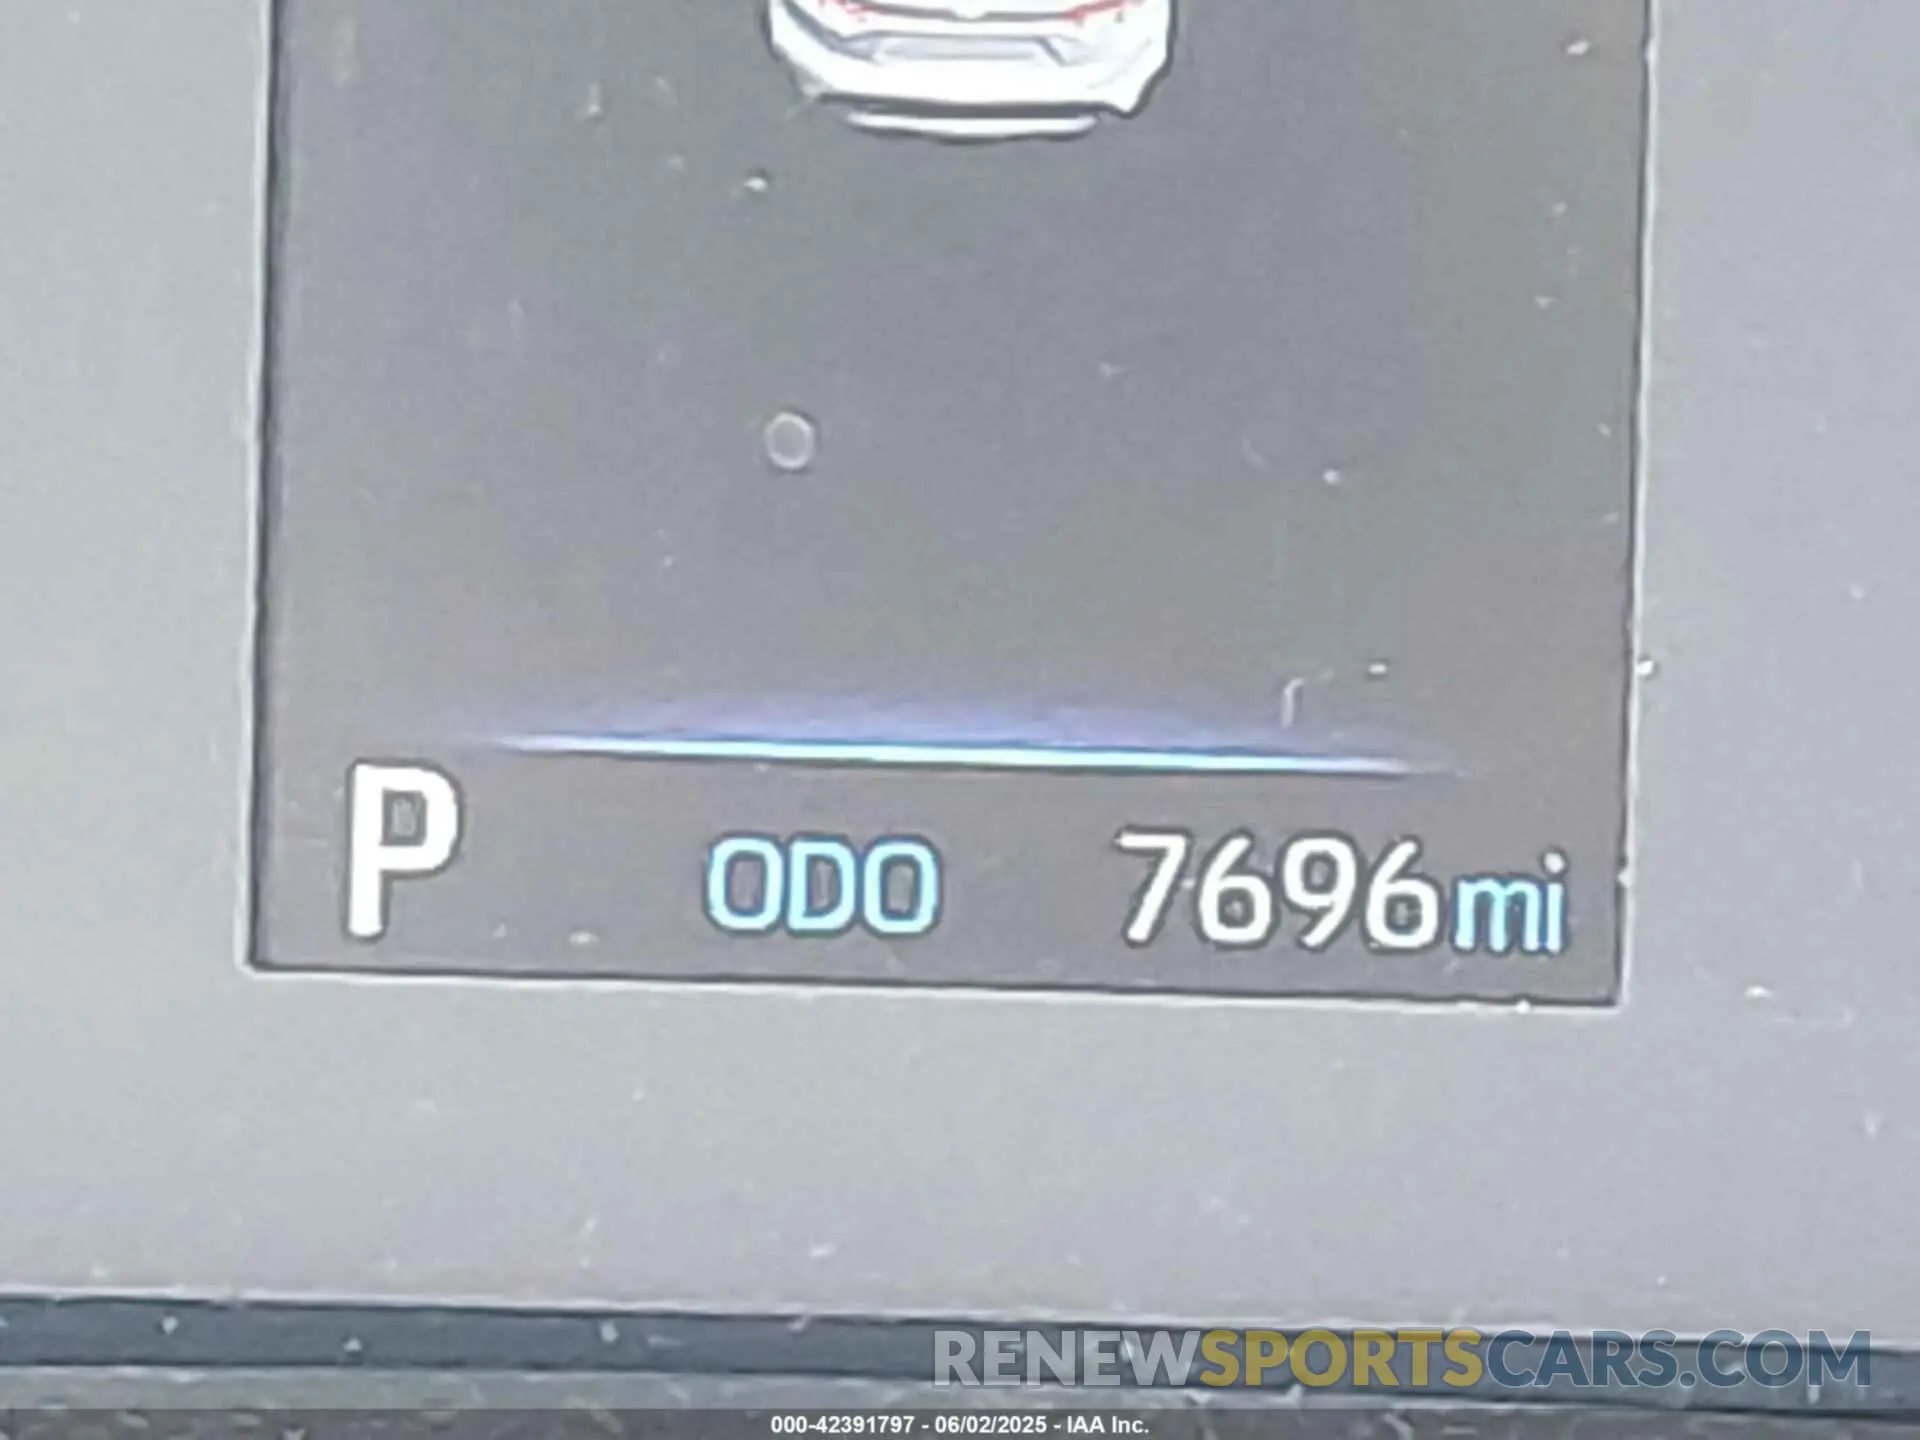 P ODO 7696mi
RENEWSPORTSCARS.COM
000-42391797 - 06/02/2025 - IAA Inc.